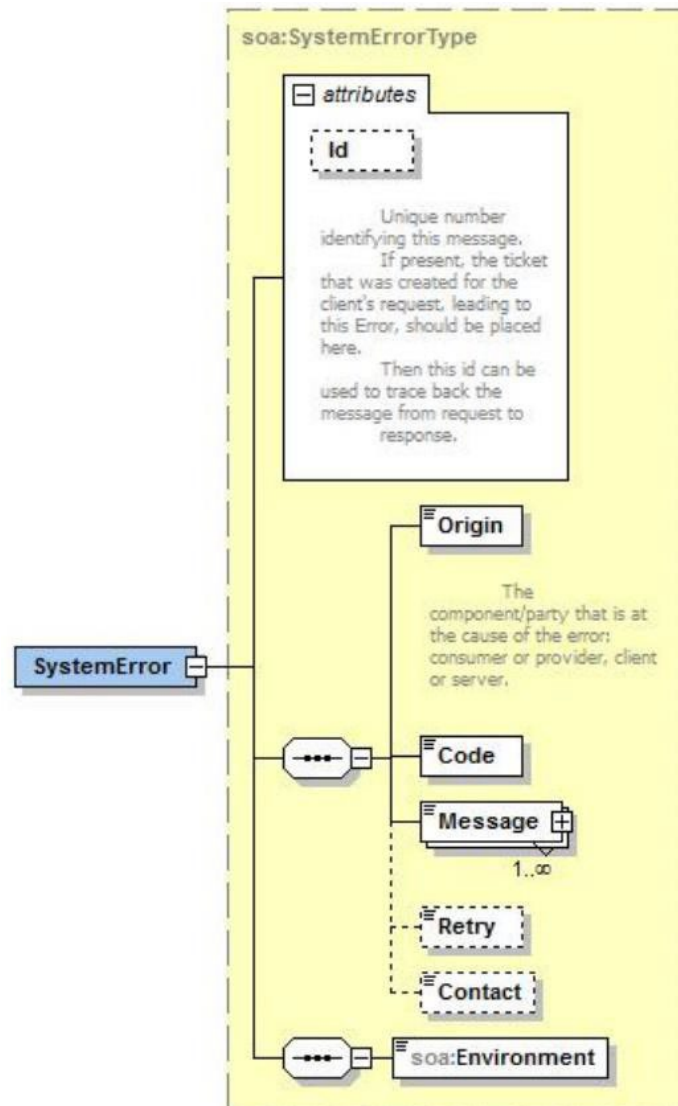 soa:SystemErrorType
attributes
Id
Unique number
identifying this message.
If present, the ticket
that was created for the
client's request, leading to
this Error, should be placed
here.
Then this id can be
used to trace back the
message from request to
response.
Origin
The
component/party that is at
the cause of the error:
consumer or provider, client
or server.
SystemError
Code
Message
1..∞
Retry
Contact
soa:Environment